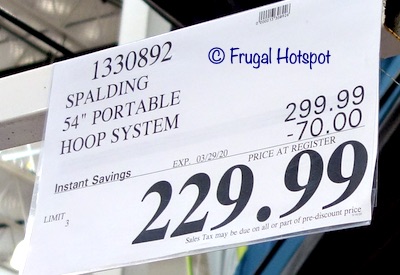 © Frugal Hotspot
1330892
SPALDING
54" PORTABLE
HOOP SYSTEM
299.99
-70.00
EXP 03/29/20 PRICE AT REGISTER
Instant Savings
229.99
LIMIT
3
Sales Tax may be due on all or part of pre-discount price